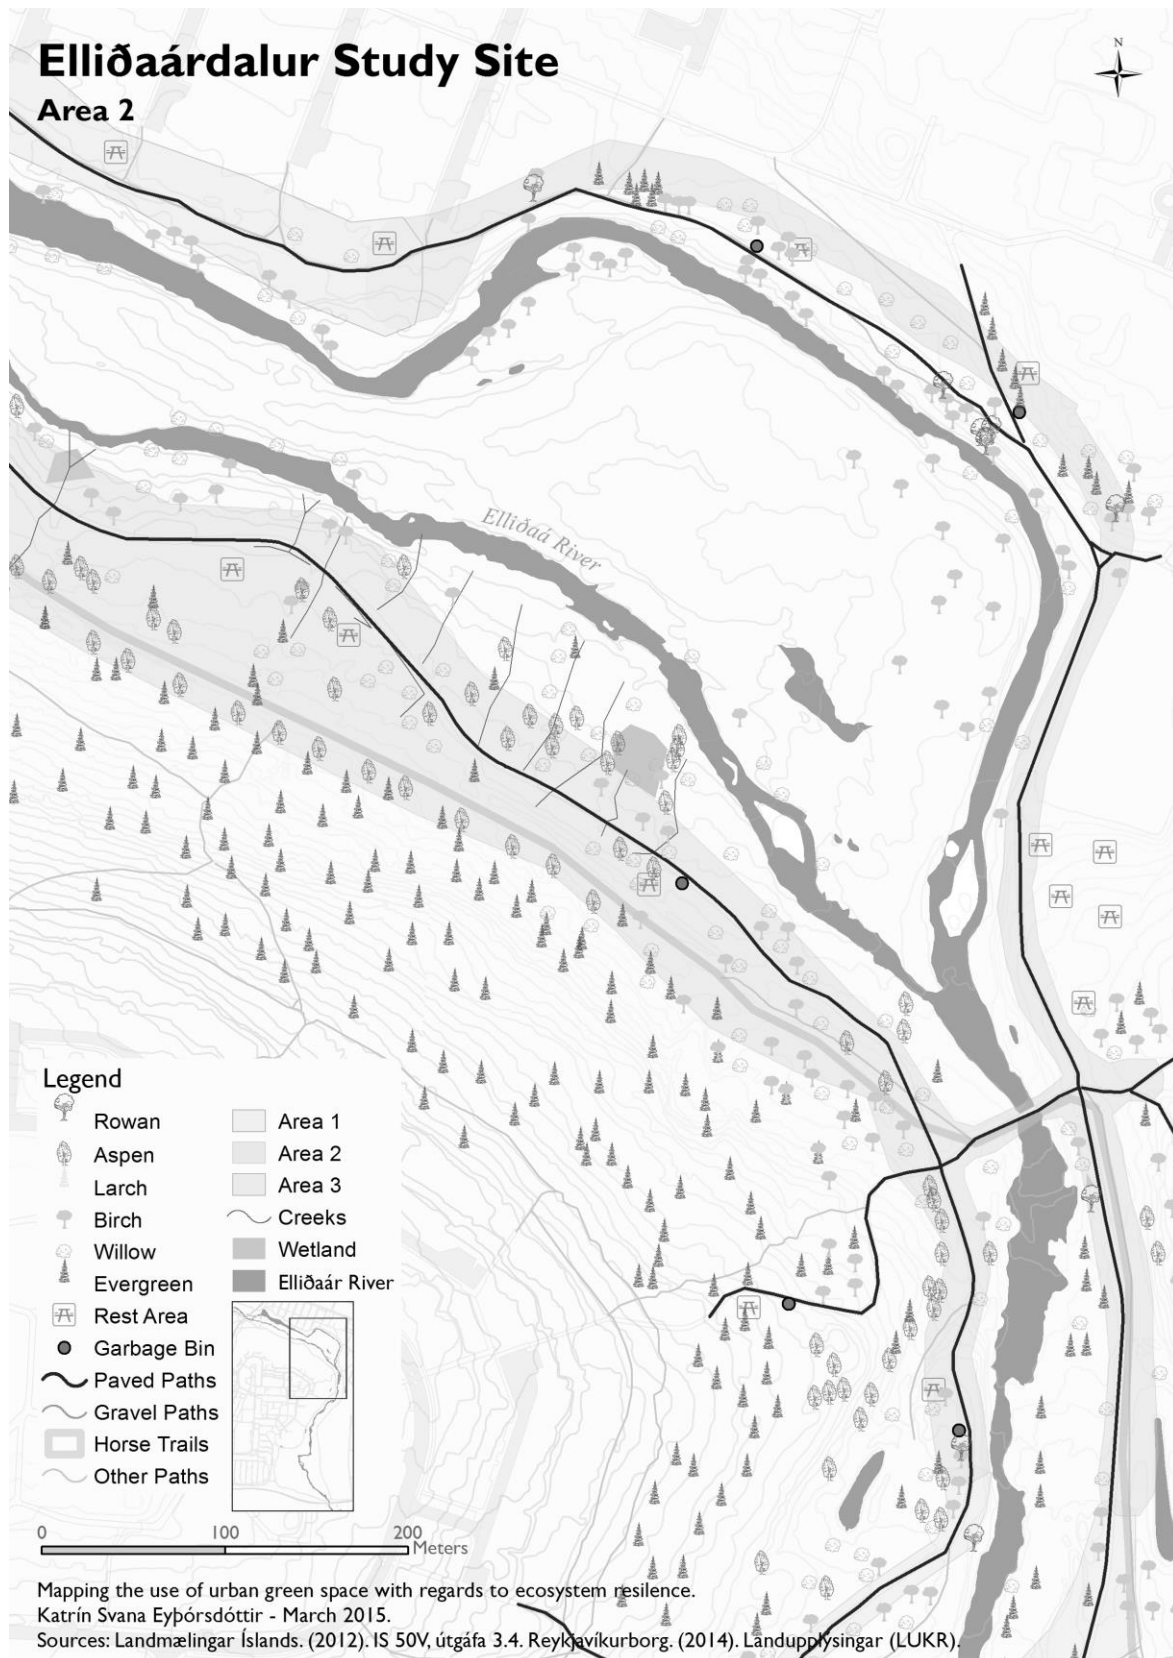 Elliðaárdalur Study Site
Area 2
N
Elliðaá River
Legend
Rowan
Aspen
Larch
Birch
Willow
Evergreen
Rest Area
Garbage Bin
Paved Paths
Gravel Paths
Horse Trails
Other Paths
Area 1
Area 2
Area 3
Creeks
Wetland
Elliðaár River
0 100 200
Meters
Mapping the use of urban green space with regards to ecosystem resilence.
Katrín Svana Eyþórsdóttir - March 2015.
Sources: Landmælingar Íslands. (2012). IS 50V, útgáfa 3.4. Reykjavíkurborg. (2014). Landupplýsingar (LUKR).